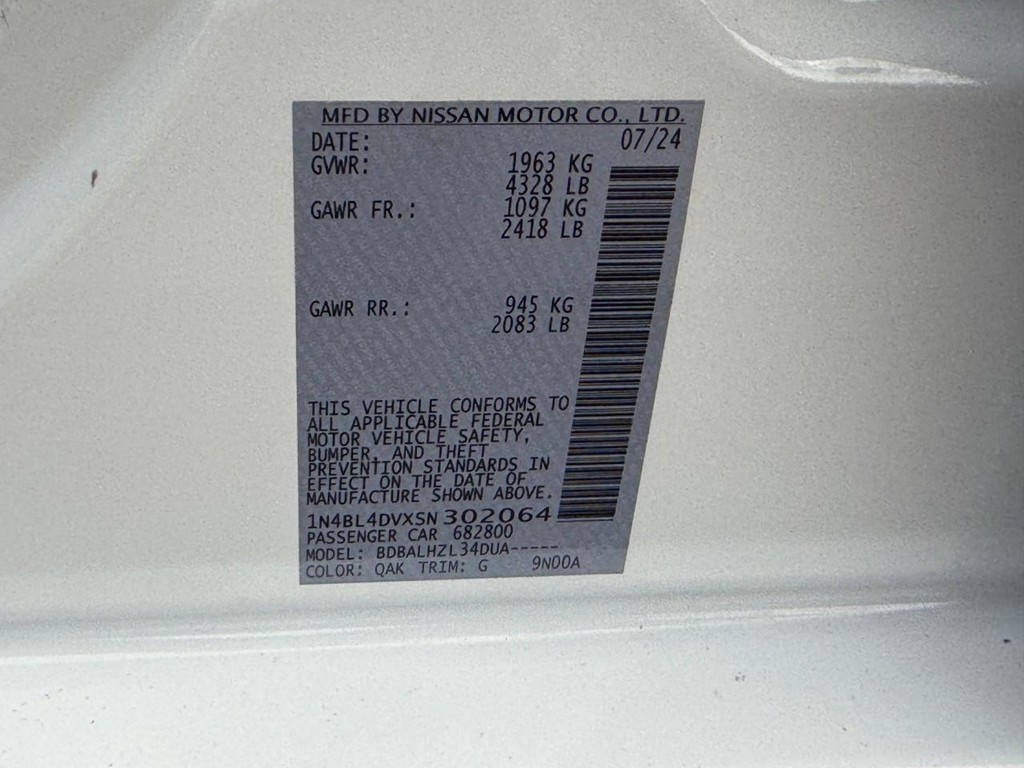 MFD BY NISSAN MOTOR CO., LTD.
DATE: 07/24
GVWR: 1963 KG
4328 LB
GAWR FR.: 1097 KG
2418 LB
GAWR RR.: 945 KG
2083 LB
THIS VEHICLE CONFORMS TO
ALL APPLICABLE FEDERAL
MOTOR VEHICLE SAFETY,
BUMPER, AND THEFT
PREVENTION STANDARDS IN
EFFECT ON THE DATE OF
MANUFACTURE SHOWN ABOVE.
1N4BL4DVXSN302064
PASSENGER CAR 682800
MODEL: BDBALHZL34DUA-----
COLOR: QAK TRIM: G 9N00A